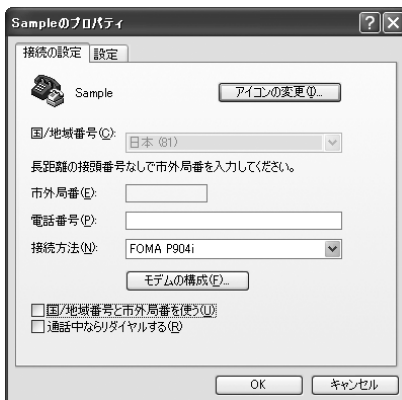 Sampleのプロパティ
接続の設定 設定
Sample
アイコンの変更(I)...
国/地域番号(C):
日本 (81)
長距離の接頭番号なしで市外局番を入力してください。
市外局番(E):
電話番号(P):
接続方法(N):
FOMA P904i
モデムの構成(F)...
国/地域番号と市外局番を使う(U)
通話中ならリダイヤルする(R)
OK キャンセル